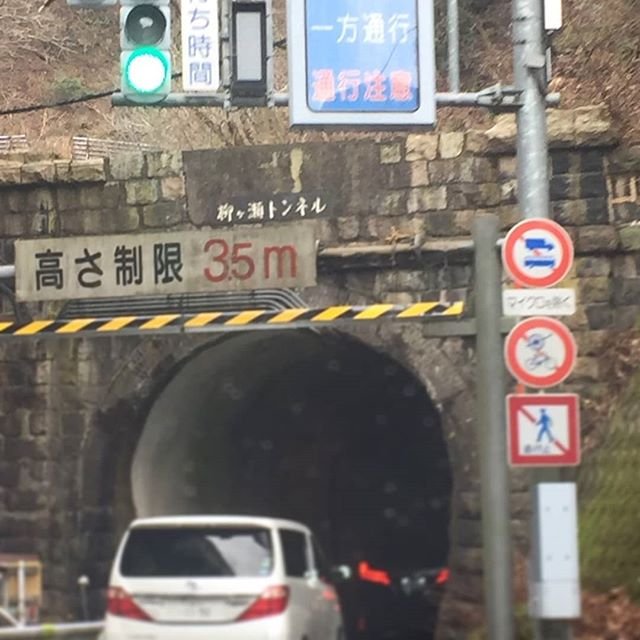 ち時間
一方通行
通行注意
柳ヶ瀬トンネル
高さ制限 3.5m
マイクロを除く